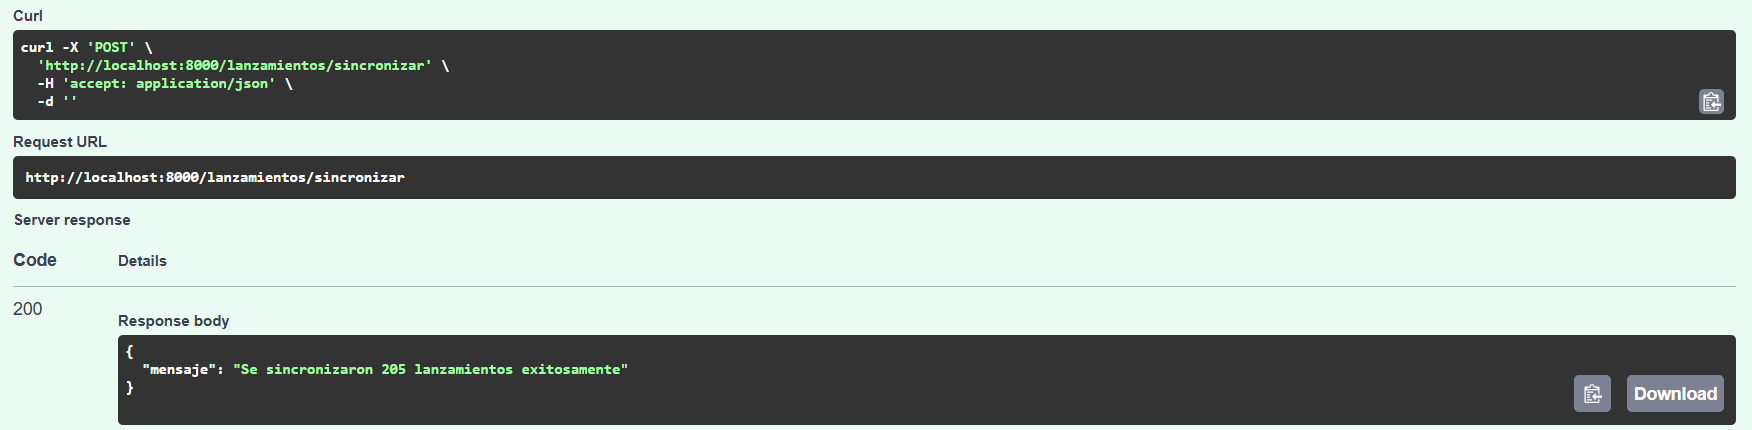 Curl
curl -X 'POST' \
  'http://localhost:8000/lanzamientos/sincronizar' \
  -H 'accept: application/json' \
  -d ''
Request URL
http://localhost:8000/lanzamientos/sincronizar
Server response
Code Details
200
Response body
{
  "mensaje": "Se sincronizaron 205 lanzamientos exitosamente"
}
Download